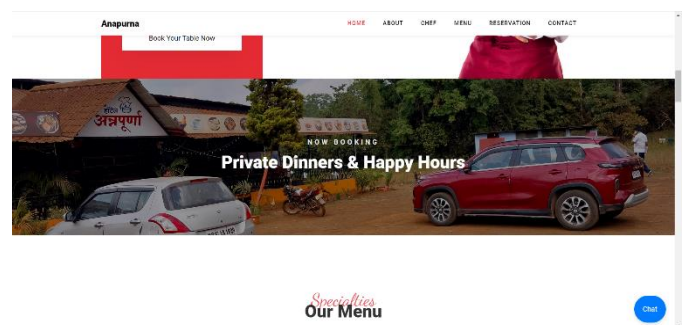 Anapurna
HOME ABOUT CHEF MENU RESERVATION CONTACT
Book Your Table Now
अन्नपूर्णा
NOW BOOKING
Private Dinners & Happy Hours
Specialties
Our Menu
Chat